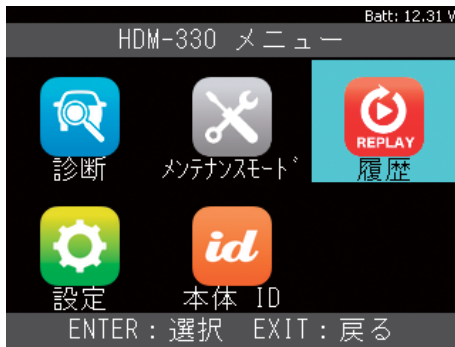 Batt: 12.31 V
HDM-330 メニュー
REPLAY
診断 メンテナンスモード 履歴
id
設定 本体 ID
ENTER：選択 EXIT：戻る